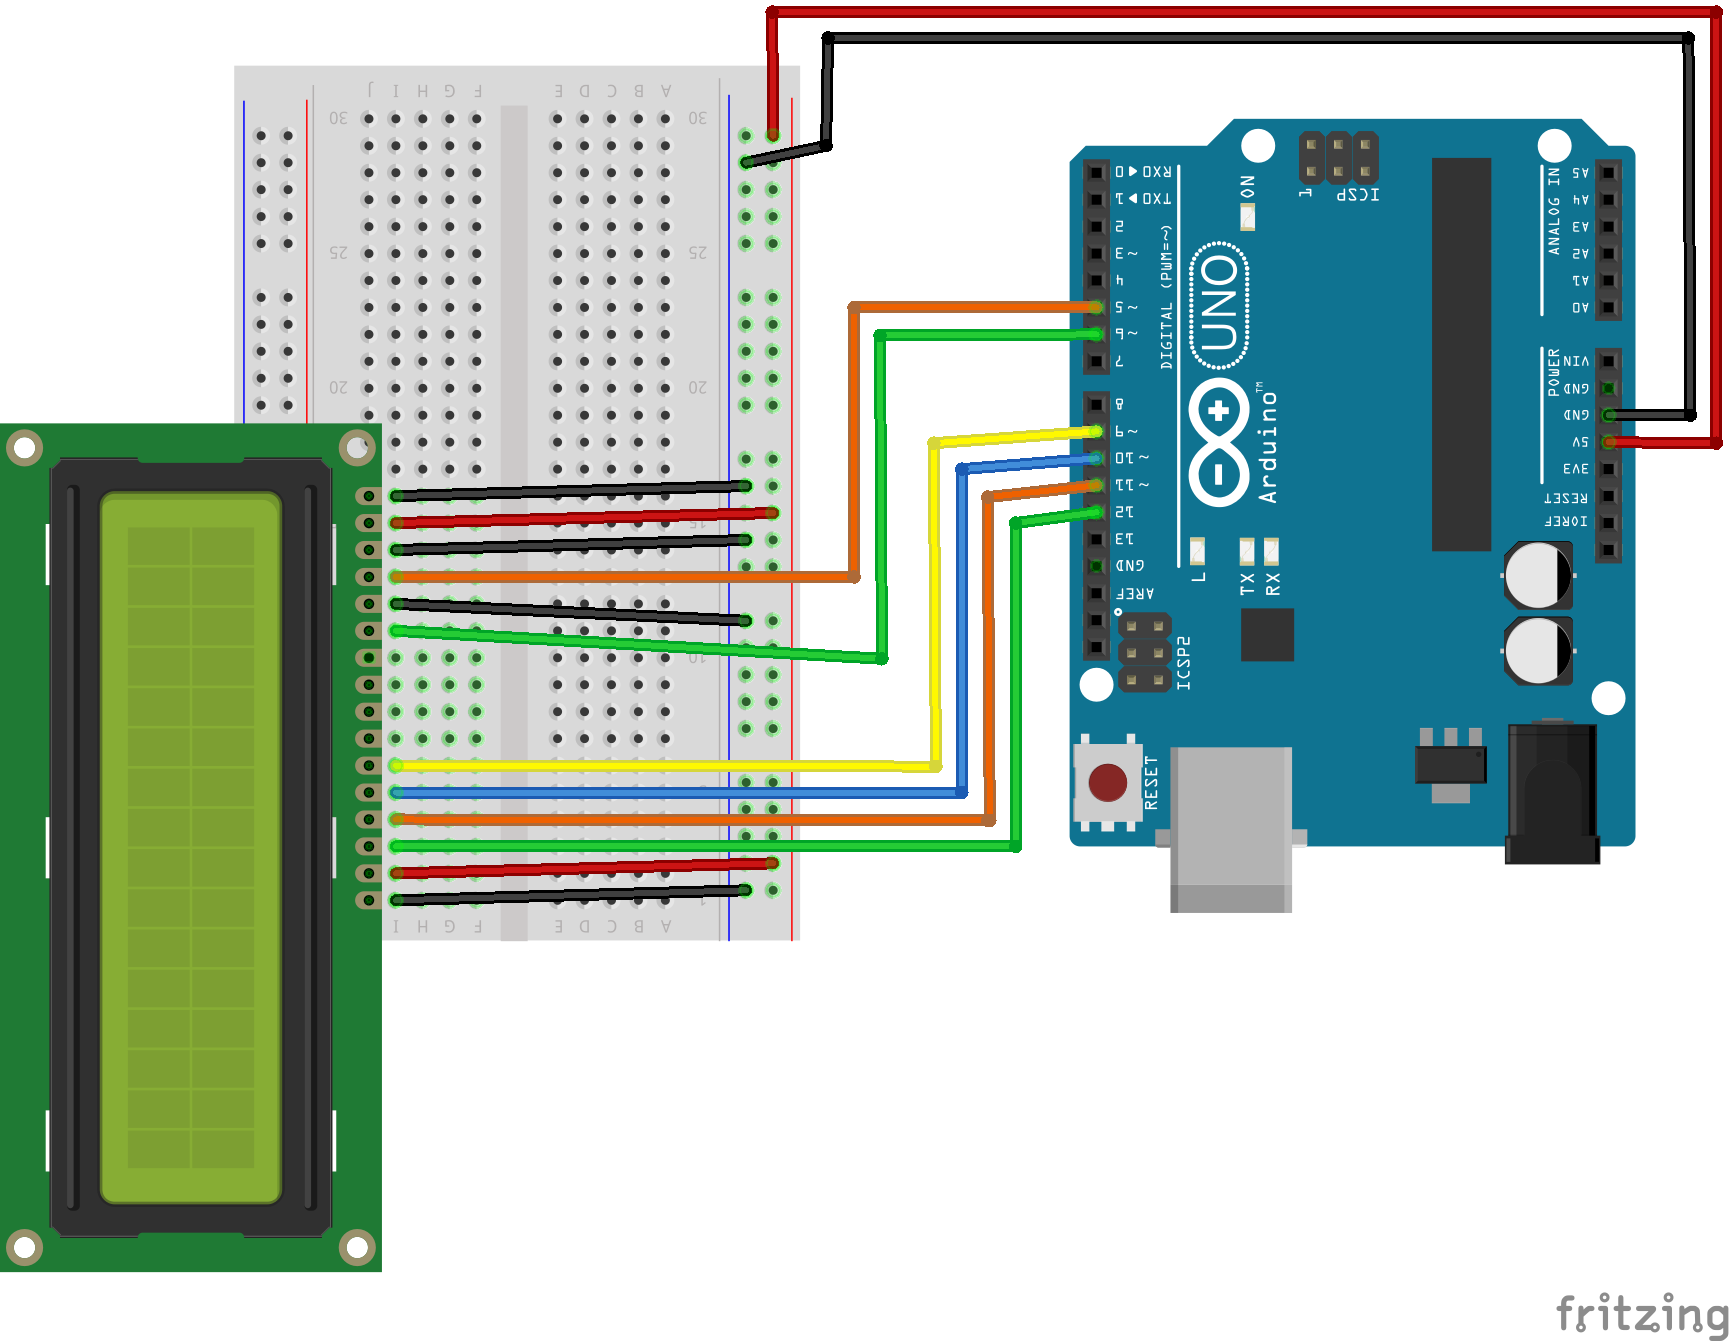 J I H G F E D C B A
30 30
25 25
20 20
15
10
1
I H G F E D C B A
0 ◀ RX0
1 ▶ TX0
2
3 ~
4
5 ~
6 ~
7
8
9 ~
10 ~
11 ~
12
13
GND
AREF
DIGITAL (PWM=~)
UNO
Arduino™
ON
1
ICSP
L
TX
RX
ICSP2
RESET
ANALOG IN
A5
A4
A3
A2
A1
A0
POWER
VIN
GND
GND
5V
3V3
RESET
IOREF
fritzing